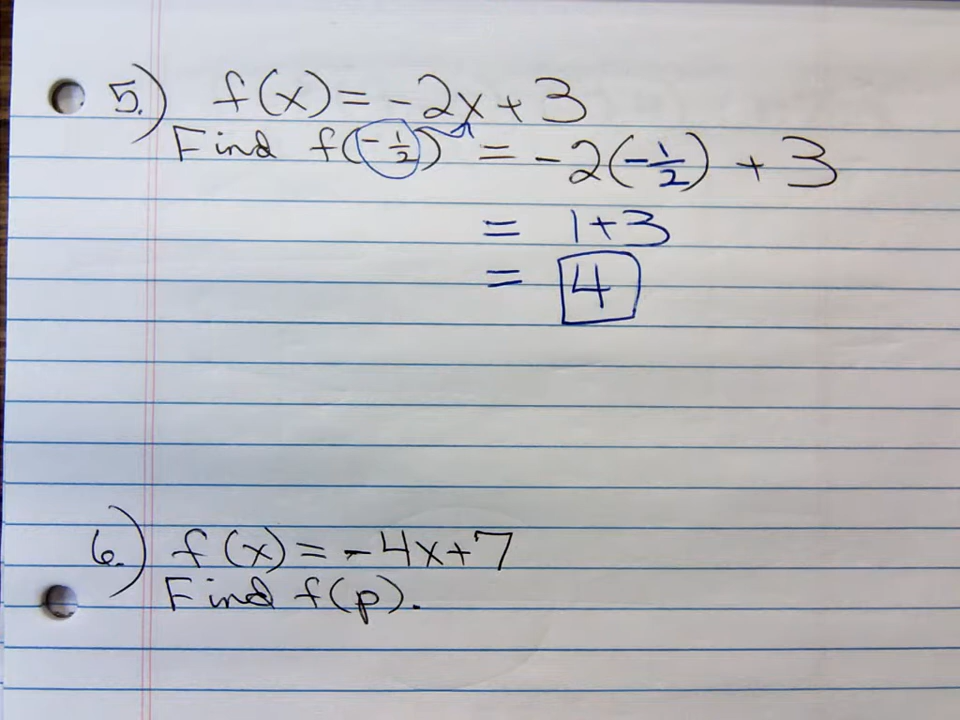 5.) f(x) = -2x + 3
Find f(-1/2) = -2(-1/2) + 3
= 1 + 3
= 4
6.) f(x) = -4x + 7
Find f(p).